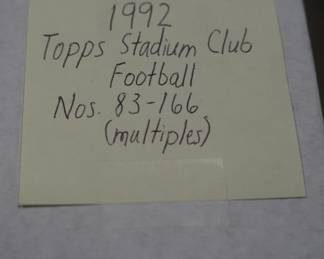 1992
Topps Stadium Club
Football
Nos. 83-166
(multiples)